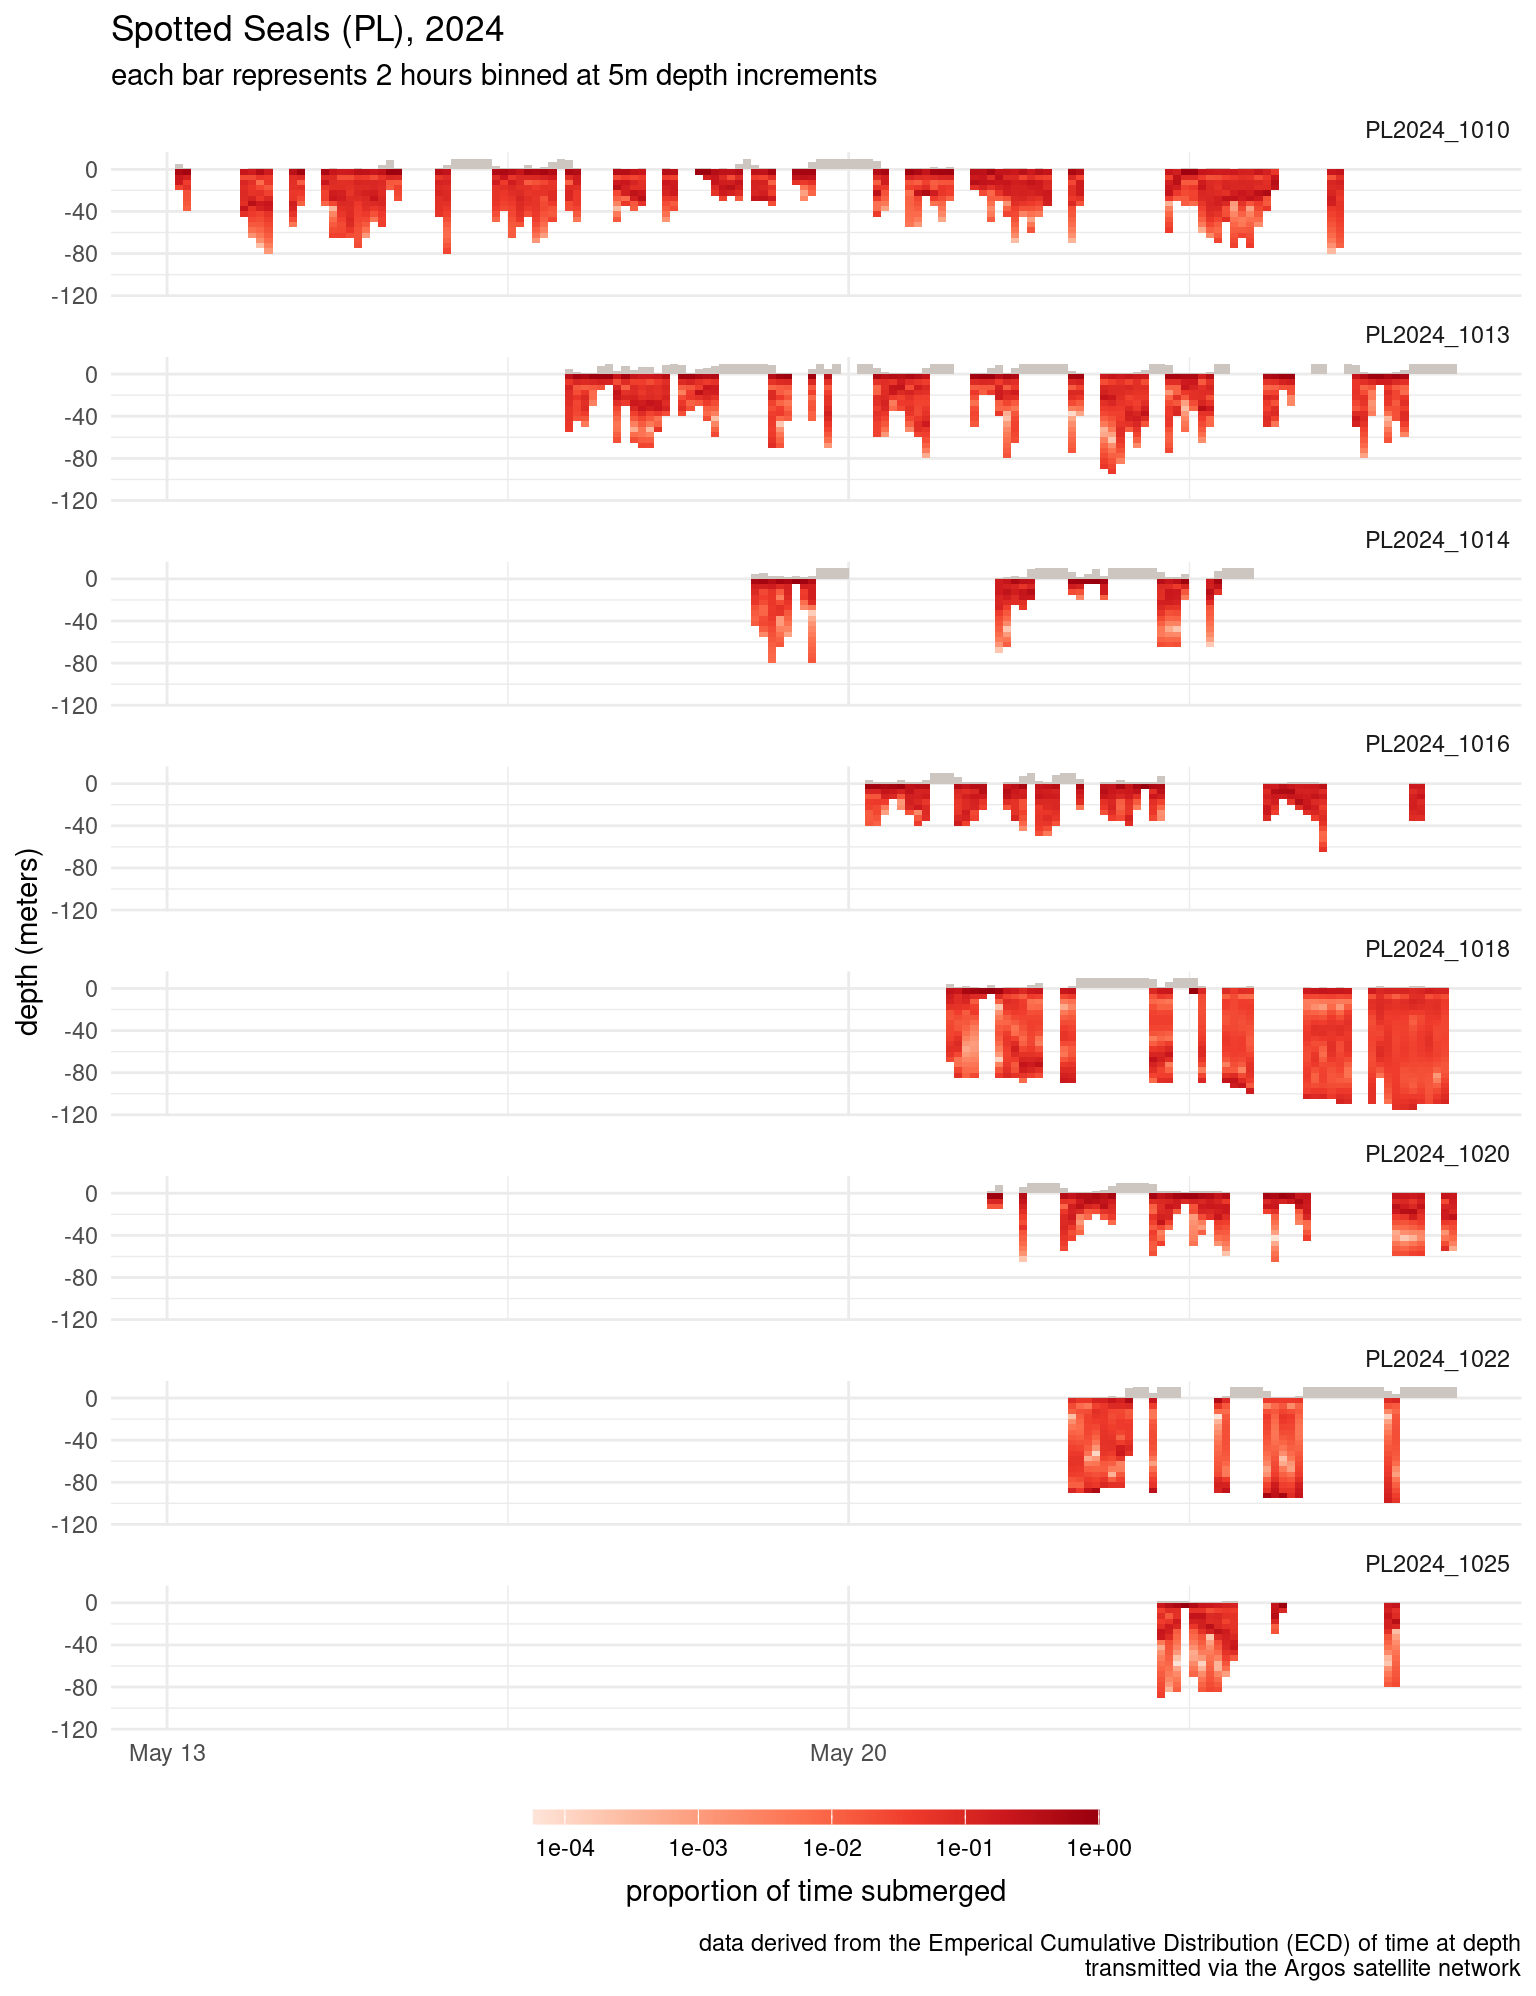 Spotted Seals (PL), 2024
each bar represents 2 hours binned at 5m depth increments
PL2024_1010
0
-40
-80
-120
PL2024_1013
0
-40
-80
-120
PL2024_1014
0
-40
-80
-120
PL2024_1016
0
-40
-80
-120
depth (meters)
PL2024_1018
0
-40
-80
-120
PL2024_1020
0
-40
-80
-120
PL2024_1022
0
-40
-80
-120
PL2024_1025
0
-40
-80
-120
May 13 May 20
1e-04 1e-03 1e-02 1e-01 1e+00
proportion of time submerged
data derived from the Emperical Cumulative Distribution (ECD) of time at depth
transmitted via the Argos satellite network